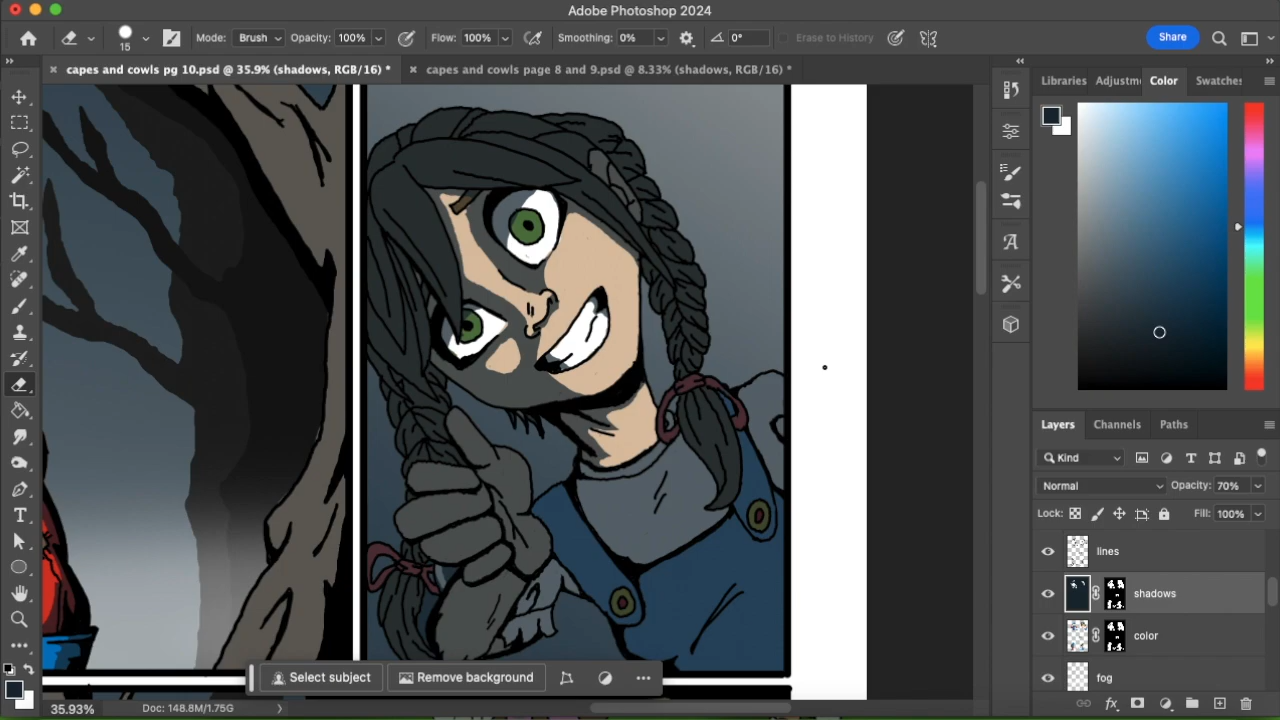 Adobe Photoshop 2024
15 Mode: Brush Opacity: 100% Flow: 100% Smoothing: 0% 0° Erase to History Share
capes and cowls pg 10.psd @ 35.9% (shadows, RGB/16) * capes and cowls page 8 and 9.psd @ 8.33% (shadows, RGB/16) *
Libraries Adjustm Color Swatche
Layers Channels Paths
Kind
Normal Opacity: 70%
Lock: Fill: 100%
lines
shadows
color
fog
Select subject Remove background
35.93% Doc: 148.8M/1.75G